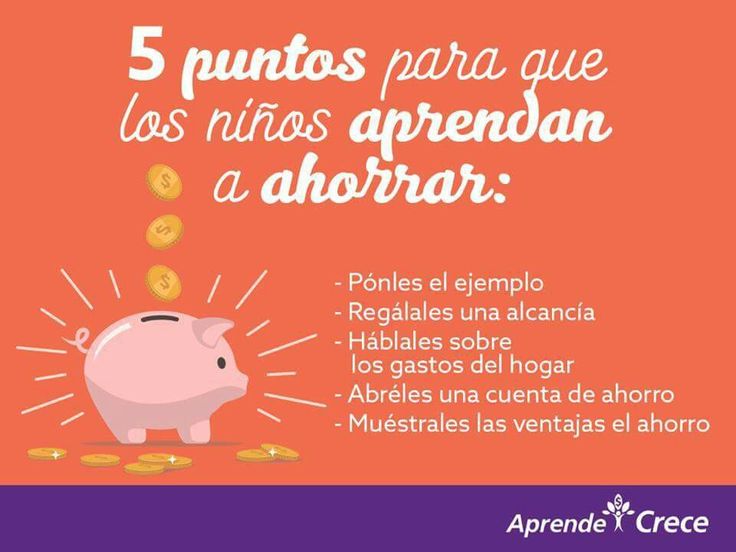 5 puntos para que
los niños aprendan
a ahorrar:
- Pónles el ejemplo
- Regálales una alcancía
- Háblales sobre
los gastos del hogar
- Abréles una cuenta de ahorro
- Muéstrales las ventajas el ahorro
Aprende Crece